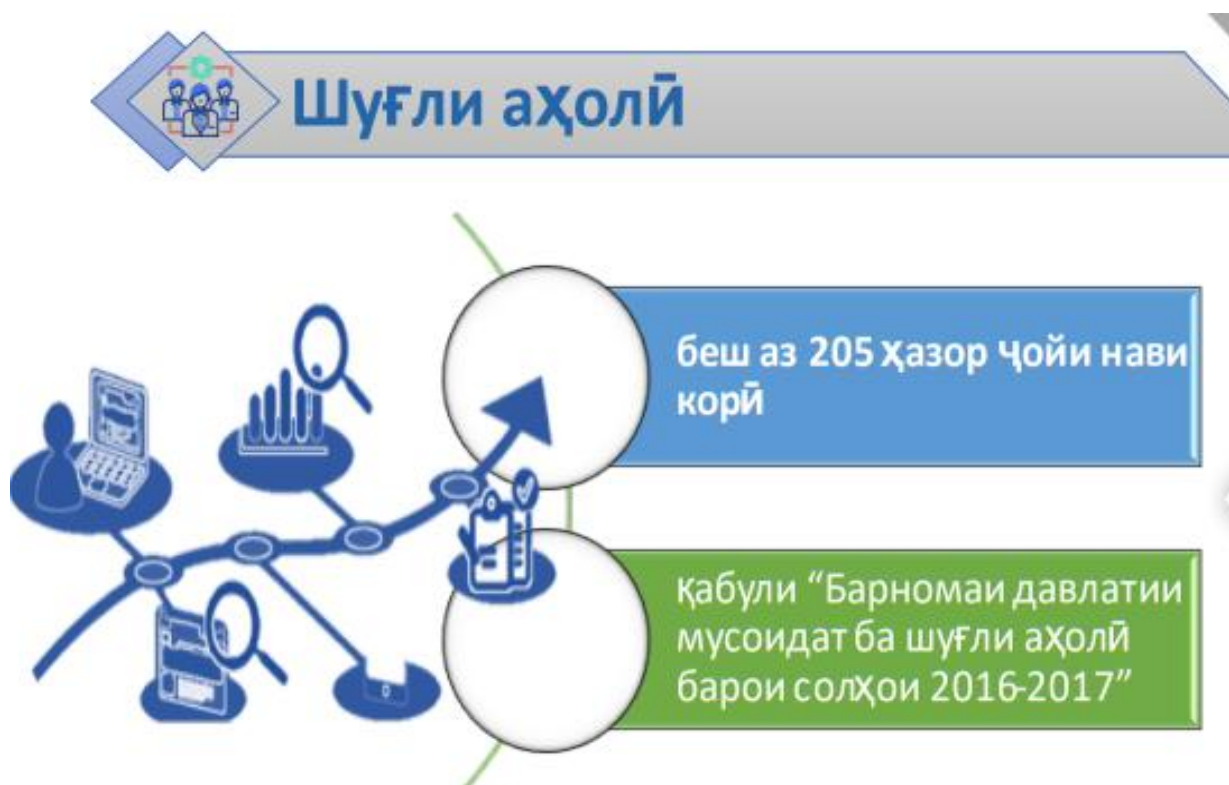 Шуғли аҳолӣ
беш аз 205 ҳазор ҷойи нави
корӣ
Қабули “Барномаи давлатии
мусоидат ба шуғли аҳолӣ
барои солҳои 2016-2017”